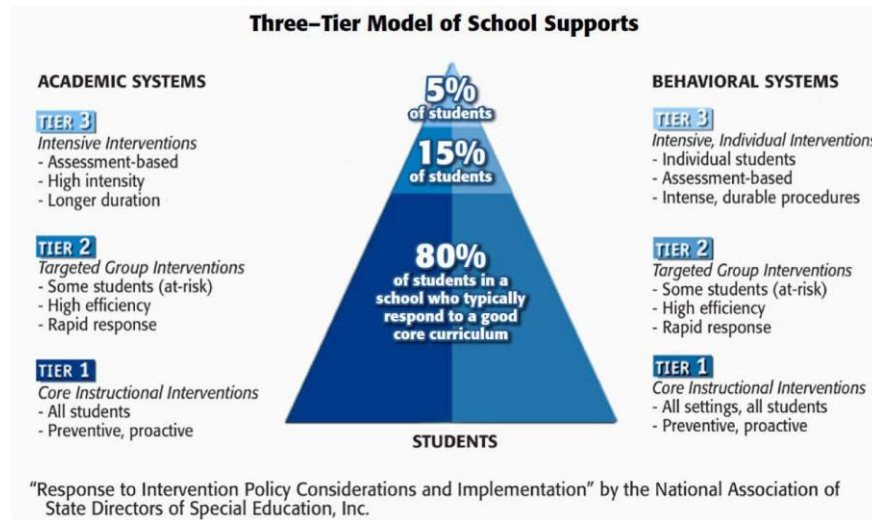 Three–Tier Model of School Supports
ACADEMIC SYSTEMS
TIER 3
Intensive Interventions
- Assessment-based
- High intensity
- Longer duration
TIER 2
Targeted Group Interventions
- Some students (at-risk)
- High efficiency
- Rapid response
TIER 1
Core Instructional Interventions
- All students
- Preventive, proactive
5%
of students
15%
of students
80%
of students in a
school who typically
respond to a good
core curriculum
STUDENTS
BEHAVIORAL SYSTEMS
TIER 3
Intensive, Individual Interventions
- Individual students
- Assessment-based
- Intense, durable procedures
TIER 2
Targeted Group Interventions
- Some students (at-risk)
- High efficiency
- Rapid response
TIER 1
Core Instructional Interventions
- All settings, all students
- Preventive, proactive
“Response to Intervention Policy Considerations and Implementation” by the National Association of
State Directors of Special Education, Inc.